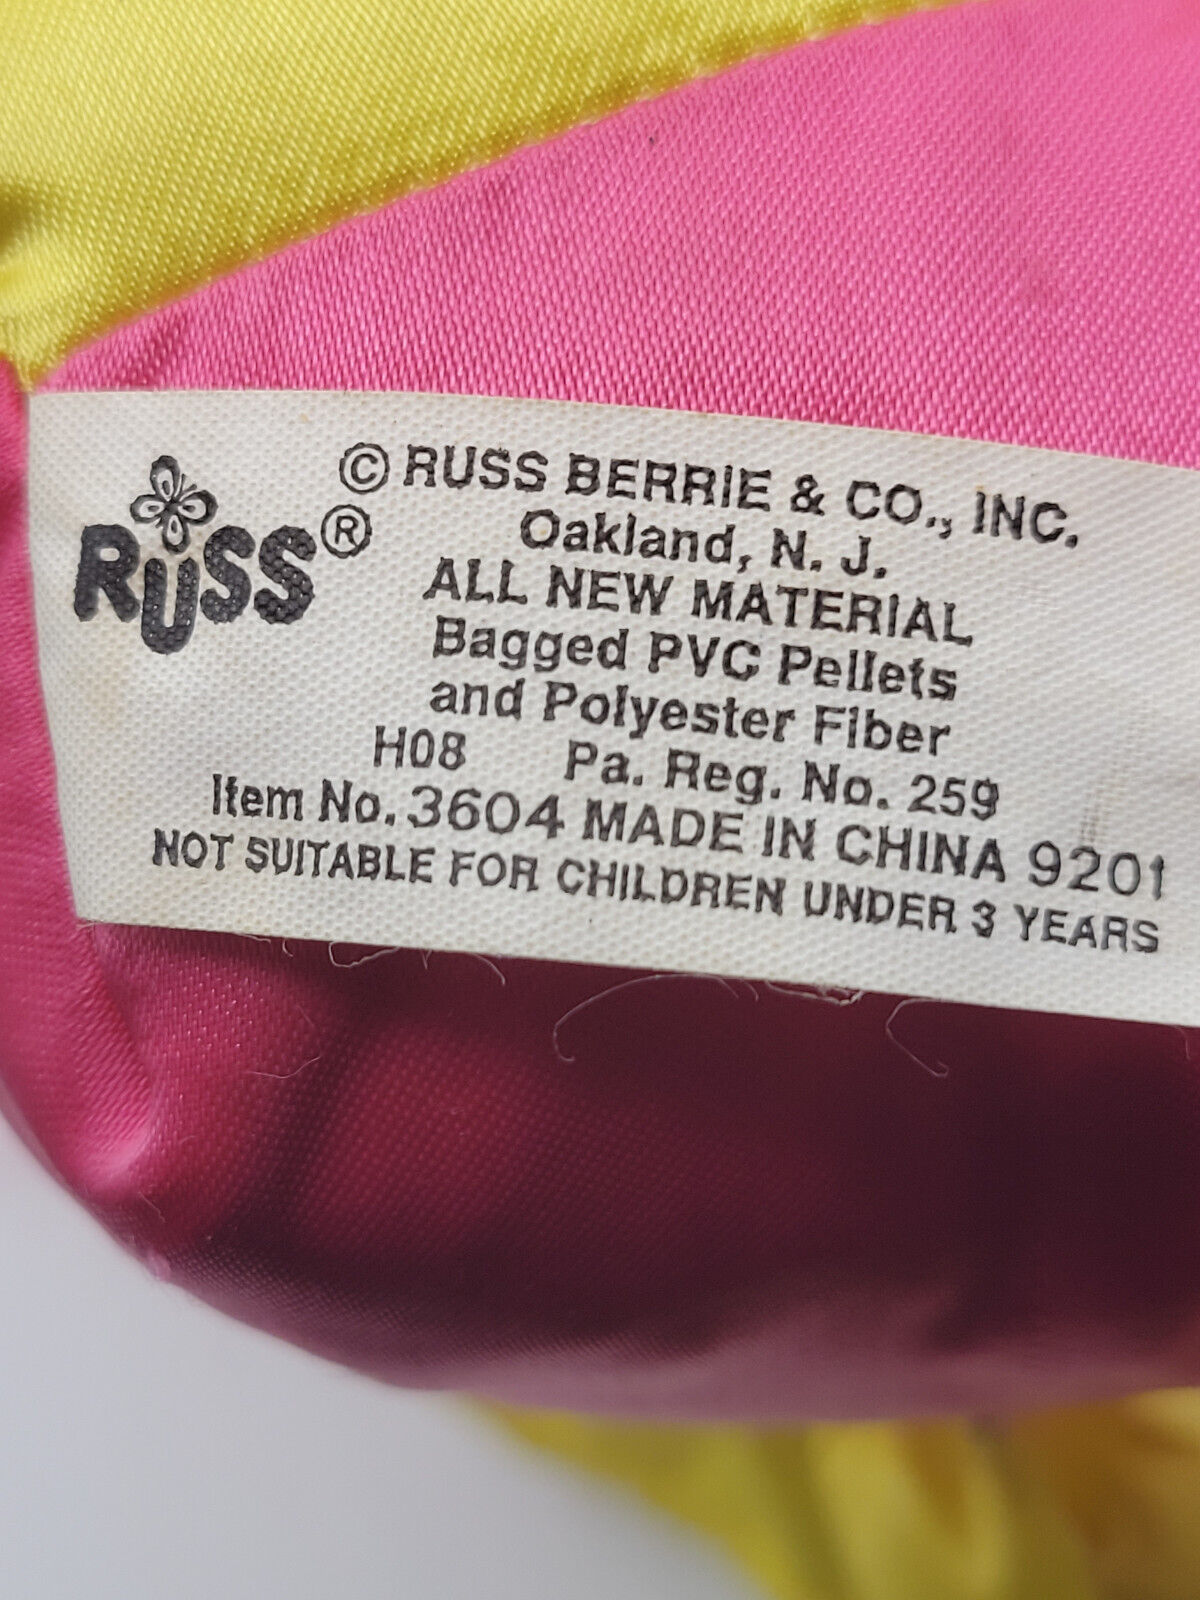 RUSS®
© RUSS BERRIE & CO., INC.
Oakland, N. J.
ALL NEW MATERIAL
Bagged PVC Pellets
and Polyester Fiber
H08 Pa. Reg. No. 259
Item No. 3604 MADE IN CHINA 9201
NOT SUITABLE FOR CHILDREN UNDER 3 YEARS